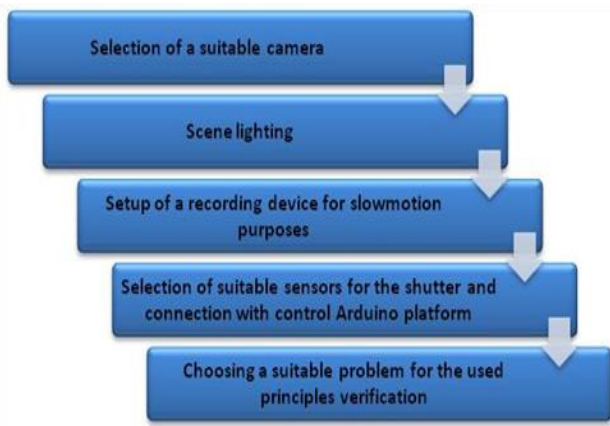 Selection of a suitable camera
Scene lighting
Setup of a recording device for slowmotion
purposes
Selection of suitable sensors for the shutter and
connection with control Arduino platform
Choosing a suitable problem for the used
principles verification